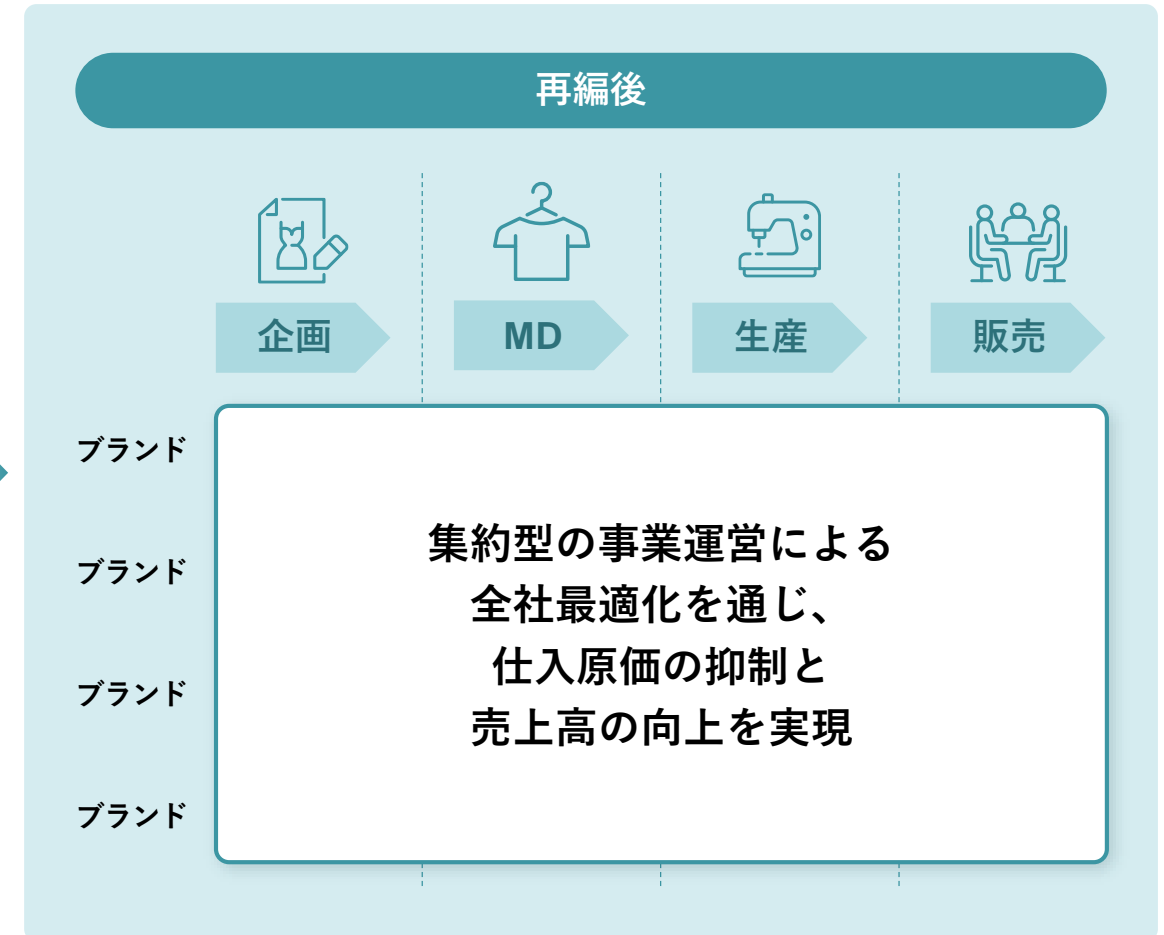 再編後
企画
MD
生産
販売
ブランド
ブランド
ブランド
ブランド
集約型の事業運営による
全社最適化を通じ、
仕入原価の抑制と
売上高の向上を実現